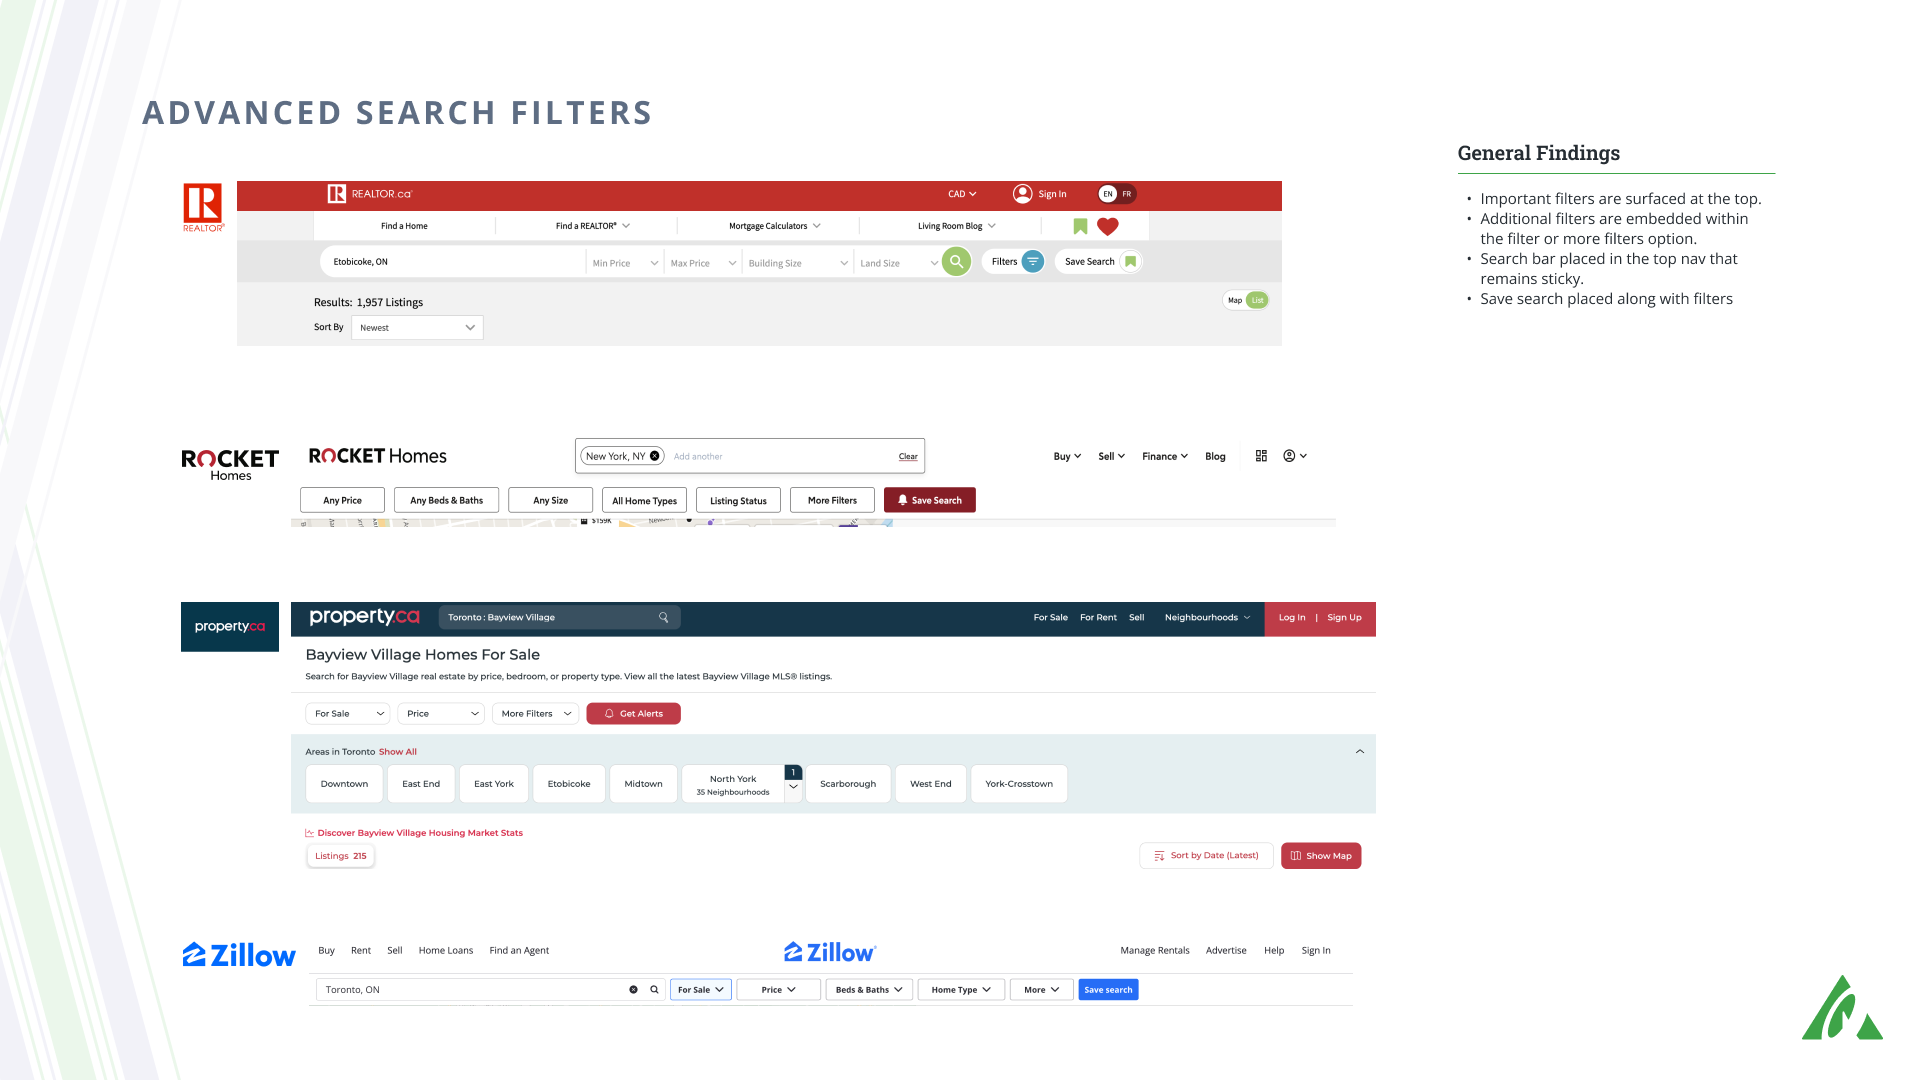 ADVANCED SEARCH FILTERS
General Findings
• Important filters are surfaced at the top.
• Additional filters are embedded within
the filter or more filters option.
• Search bar placed in the top nav that
remains sticky.
• Save search placed along with filters
REALTOR®
REALTOR.ca
CAD
Sign In
EN FR
Find a Home
Find a REALTOR®
Mortgage Calculators
Living Room Blog
Etobicoke, ON
Min Price
Max Price
Building Size
Land Size
Filters
Save Search
Results: 1,957 Listings
Map List
Sort By
Newest
ROCKET
Homes
ROCKET Homes
New York, NY
Add another
Clear
Buy
Sell
Finance
Blog
Any Price
Any Beds & Baths
Any Size
All Home Types
Listing Status
More Filters
Save Search
$159K
property.ca
property.ca
Toronto : Bayview Village
For Sale
For Rent
Sell
Neighbourhoods
Log In | Sign Up
Bayview Village Homes For Sale
Search for Bayview Village real estate by price, bedroom, or property type. View all the latest Bayview Village MLS® listings.
For Sale
Price
More Filters
Get Alerts
Areas in Toronto Show All
Downtown
East End
East York
Etobicoke
Midtown
North York
35 Neighbourhoods
1
Scarborough
West End
York-Crosstown
Discover Bayview Village Housing Market Stats
Listings 215
Sort by Date (Latest)
Show Map
Zillow
Buy
Rent
Sell
Home Loans
Find an Agent
Zillow®
Manage Rentals
Advertise
Help
Sign In
Toronto, ON
For Sale
Price
Beds & Baths
Home Type
More
Save search